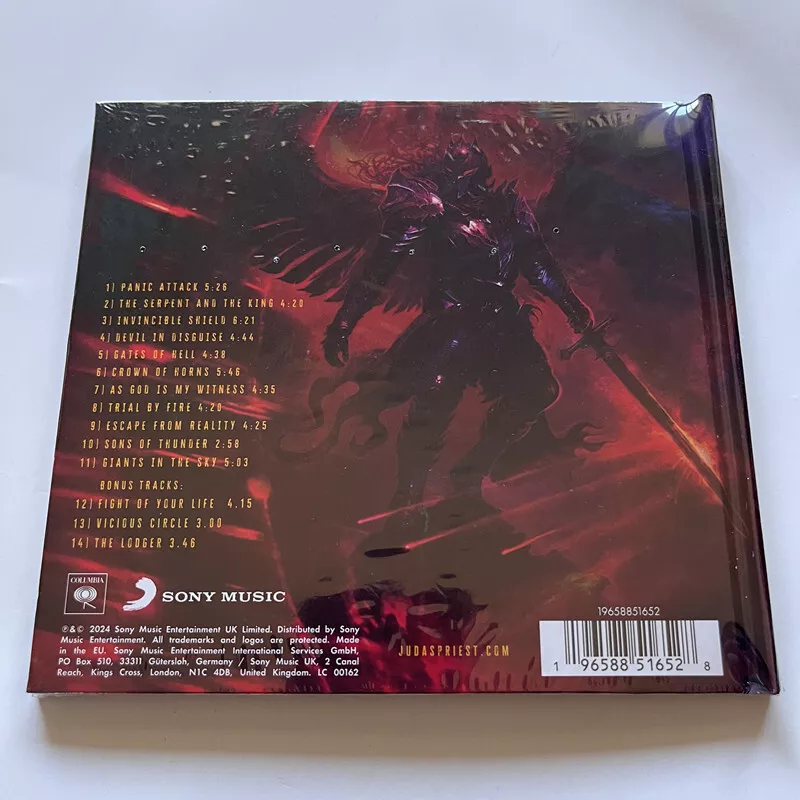 1) PANIC ATTACK 5:26
2) THE SERPENT AND THE KING 4:20
3) INVINCIBLE SHIELD 6:21
4) DEVIL IN DISGUISE 4:44
5) GATES OF HELL 4:38
6) CROWN OF HORNS 5:46
7) AS GOD IS MY WITNESS 4:35
8) TRIAL BY FIRE 4:20
9) ESCAPE FROM REALITY 4:25
10) SONS OF THUNDER 2:58
11) GIANTS IN THE SKY 5:03
BONUS TRACKS:
12) FIGHT OF YOUR LIFE 4.15
13) VICIOUS CIRCLE 3.00
14) THE LODGER 3.46
COLUMBIA
SONY MUSIC
℗&© 2024 Sony Music Entertainment UK Limited. Distributed by Sony
Music Entertainment. All trademarks and logos are protected. Made
in the EU. Sony Music Entertainment International Services GmbH,
PO Box 510, 33311 Gütersloh, Germany / Sony Music UK, 2 Canal
Reach, Kings Cross, London, N1C 4DB, United Kingdom. LC 00162
JUDASPRIEST.COM
19658851652
1 96588 51652 8